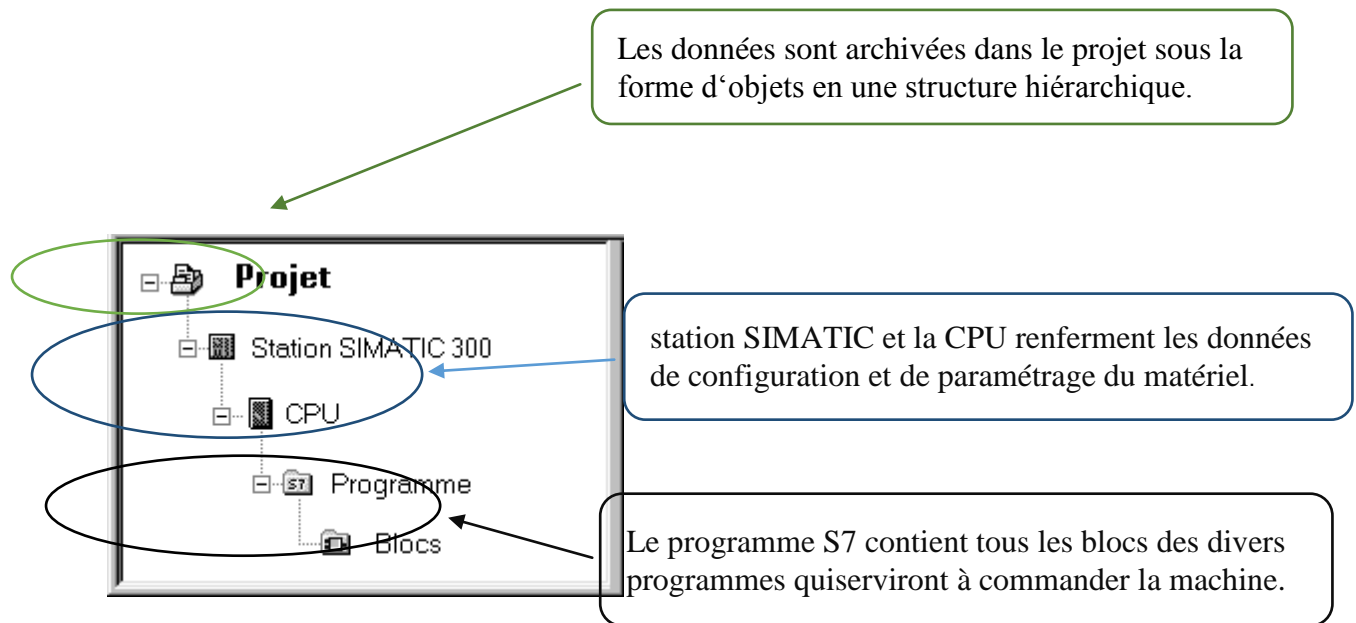 Les données sont archivées dans le projet sous la
forme d‘objets en une structure hiérarchique.
Projet
Station SIMATIC 300
CPU
station SIMATIC et la CPU renferment les données
de configuration et de paramétrage du matériel.
S7 Programme
Blocs
Le programme S7 contient tous les blocs des divers
programmes quiserviront à commander la machine.